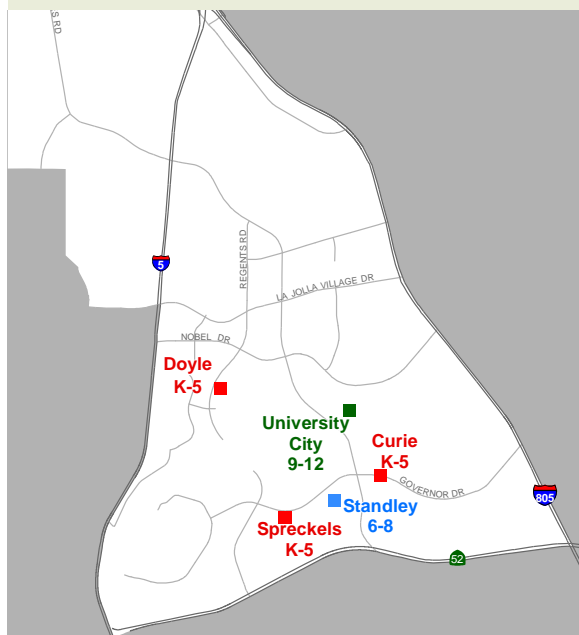 S RD
5
REGENTS RD
LA JOLLA VILLAGE DR
NOBEL DR
Doyle
K-5
University
City
9-12
Curie
K-5
GOVERNOR DR
805
Standley
6-8
Spreckels
K-5
52